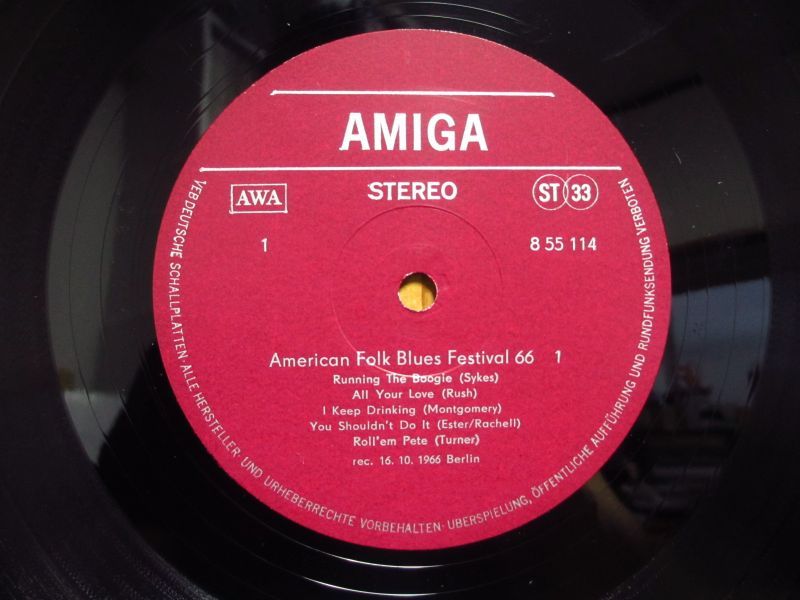 AMIGA
AWA
STEREO
ST 33
1
8 55 114
American Folk Blues Festival 66 1
Running The Boogie (Sykes)
All Your Love (Rush)
I Keep Drinking (Montgomery)
You Shouldn't Do It (Ester/Rachell)
Roll'em Pete (Turner)
rec. 16. 10. 1966 Berlin
VEB DEUTSCHE SCHALLPLATTEN · ALLE HERSTELLER- UND URHEBERRECHTE VORBEHALTEN · ÜBERSPIELUNG, ÖFFENTLICHE AUFFÜHRUNG UND RUNDFUNKSENDUNG VERBOTEN